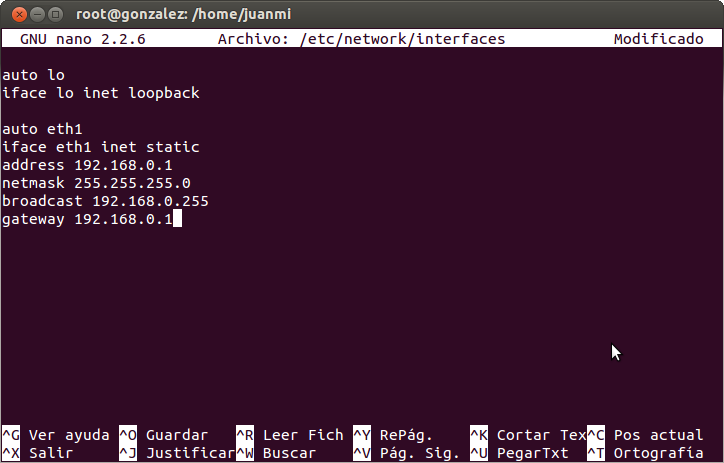 root@gonzalez: /home/juanmi
GNU nano 2.2.6 Archivo: /etc/network/interfaces Modificado
auto lo
iface lo inet loopback
auto eth1
iface eth1 inet static
address 192.168.0.1
netmask 255.255.255.0
broadcast 192.168.0.255
gateway 192.168.0.1
^G Ver ayuda ^O Guardar ^R Leer Fich ^Y RePág. ^K Cortar Tex ^C Pos actual
^X Salir ^J Justificar ^W Buscar ^V Pág. Sig. ^U PegarTxt ^T Ortografía